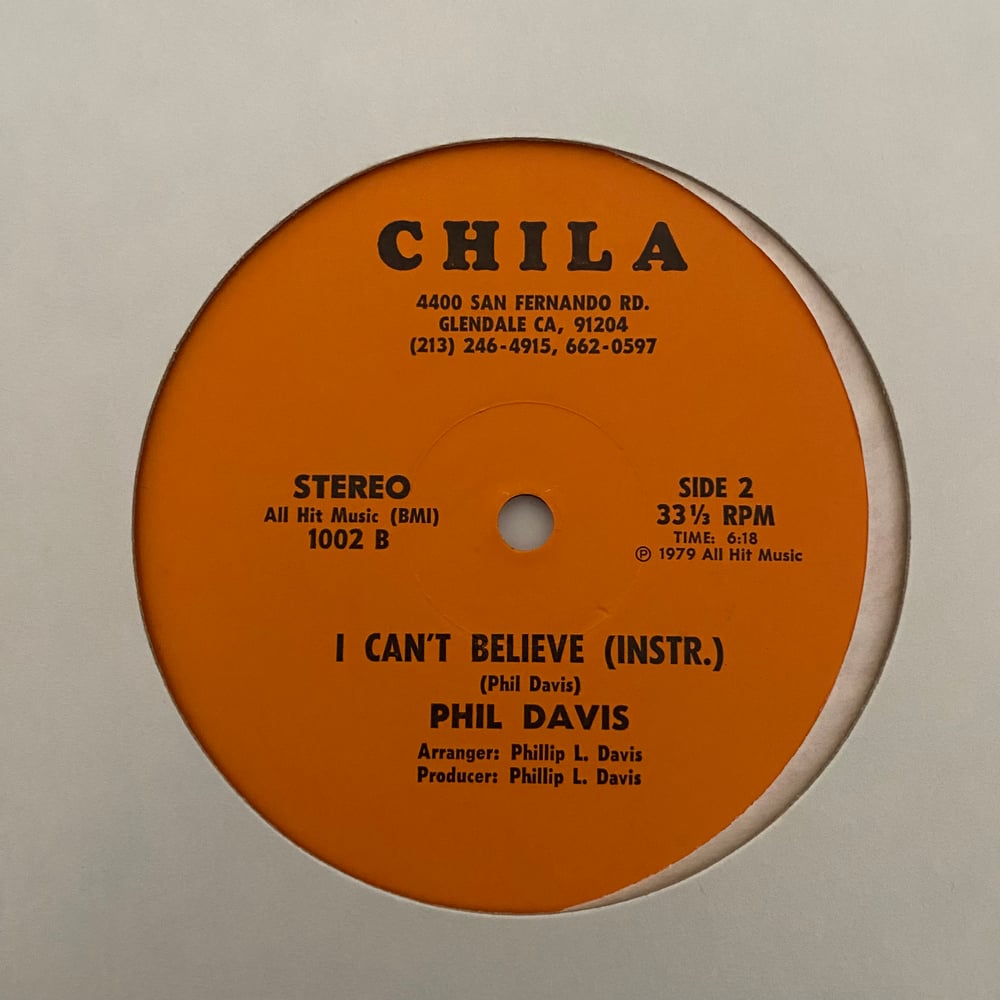 CHILA
4400 SAN FERNANDO RD.
GLENDALE CA, 91204
(213) 246-4915, 662-0597
STEREO
All Hit Music (BMI)
1002 B
SIDE 2
33⅓ RPM
TIME: 6:18
℗ 1979 All Hit Music
I CAN'T BELIEVE (INSTR.)
(Phil Davis)
PHIL DAVIS
Arranger: Phillip L. Davis
Producer: Phillip L. Davis